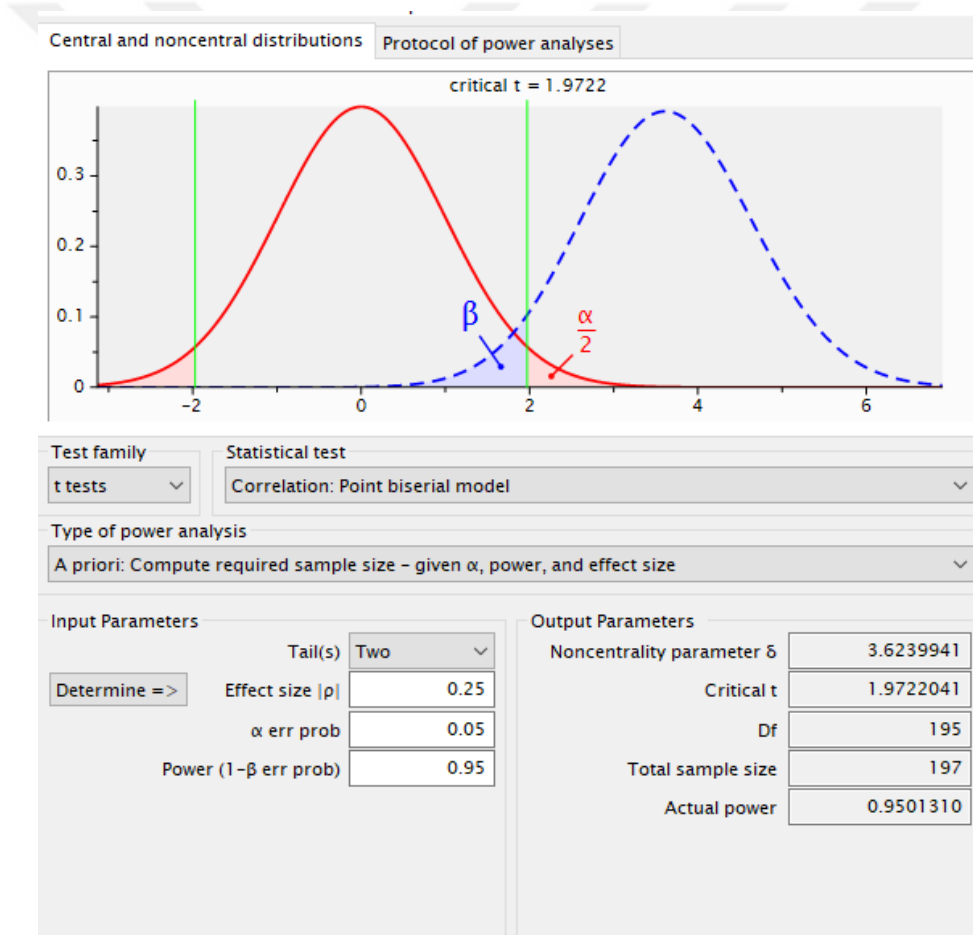 Central and noncentral distributions Protocol of power analyses
critical t = 1.9722
0.3
0.2
β
α
2
0.1
0
-2 0 2 4 6
Test family Statistical test
t tests Correlation: Point biserial model
Type of power analysis
A priori: Compute required sample size – given α, power, and effect size
Input Parameters Output Parameters
Tail(s) Two Noncentrality parameter δ 3.6239941
Determine => Effect size |ρ| 0.25 Critical t 1.9722041
α err prob 0.05 Df 195
Power (1-β err prob) 0.95 Total sample size 197
Actual power 0.9501310